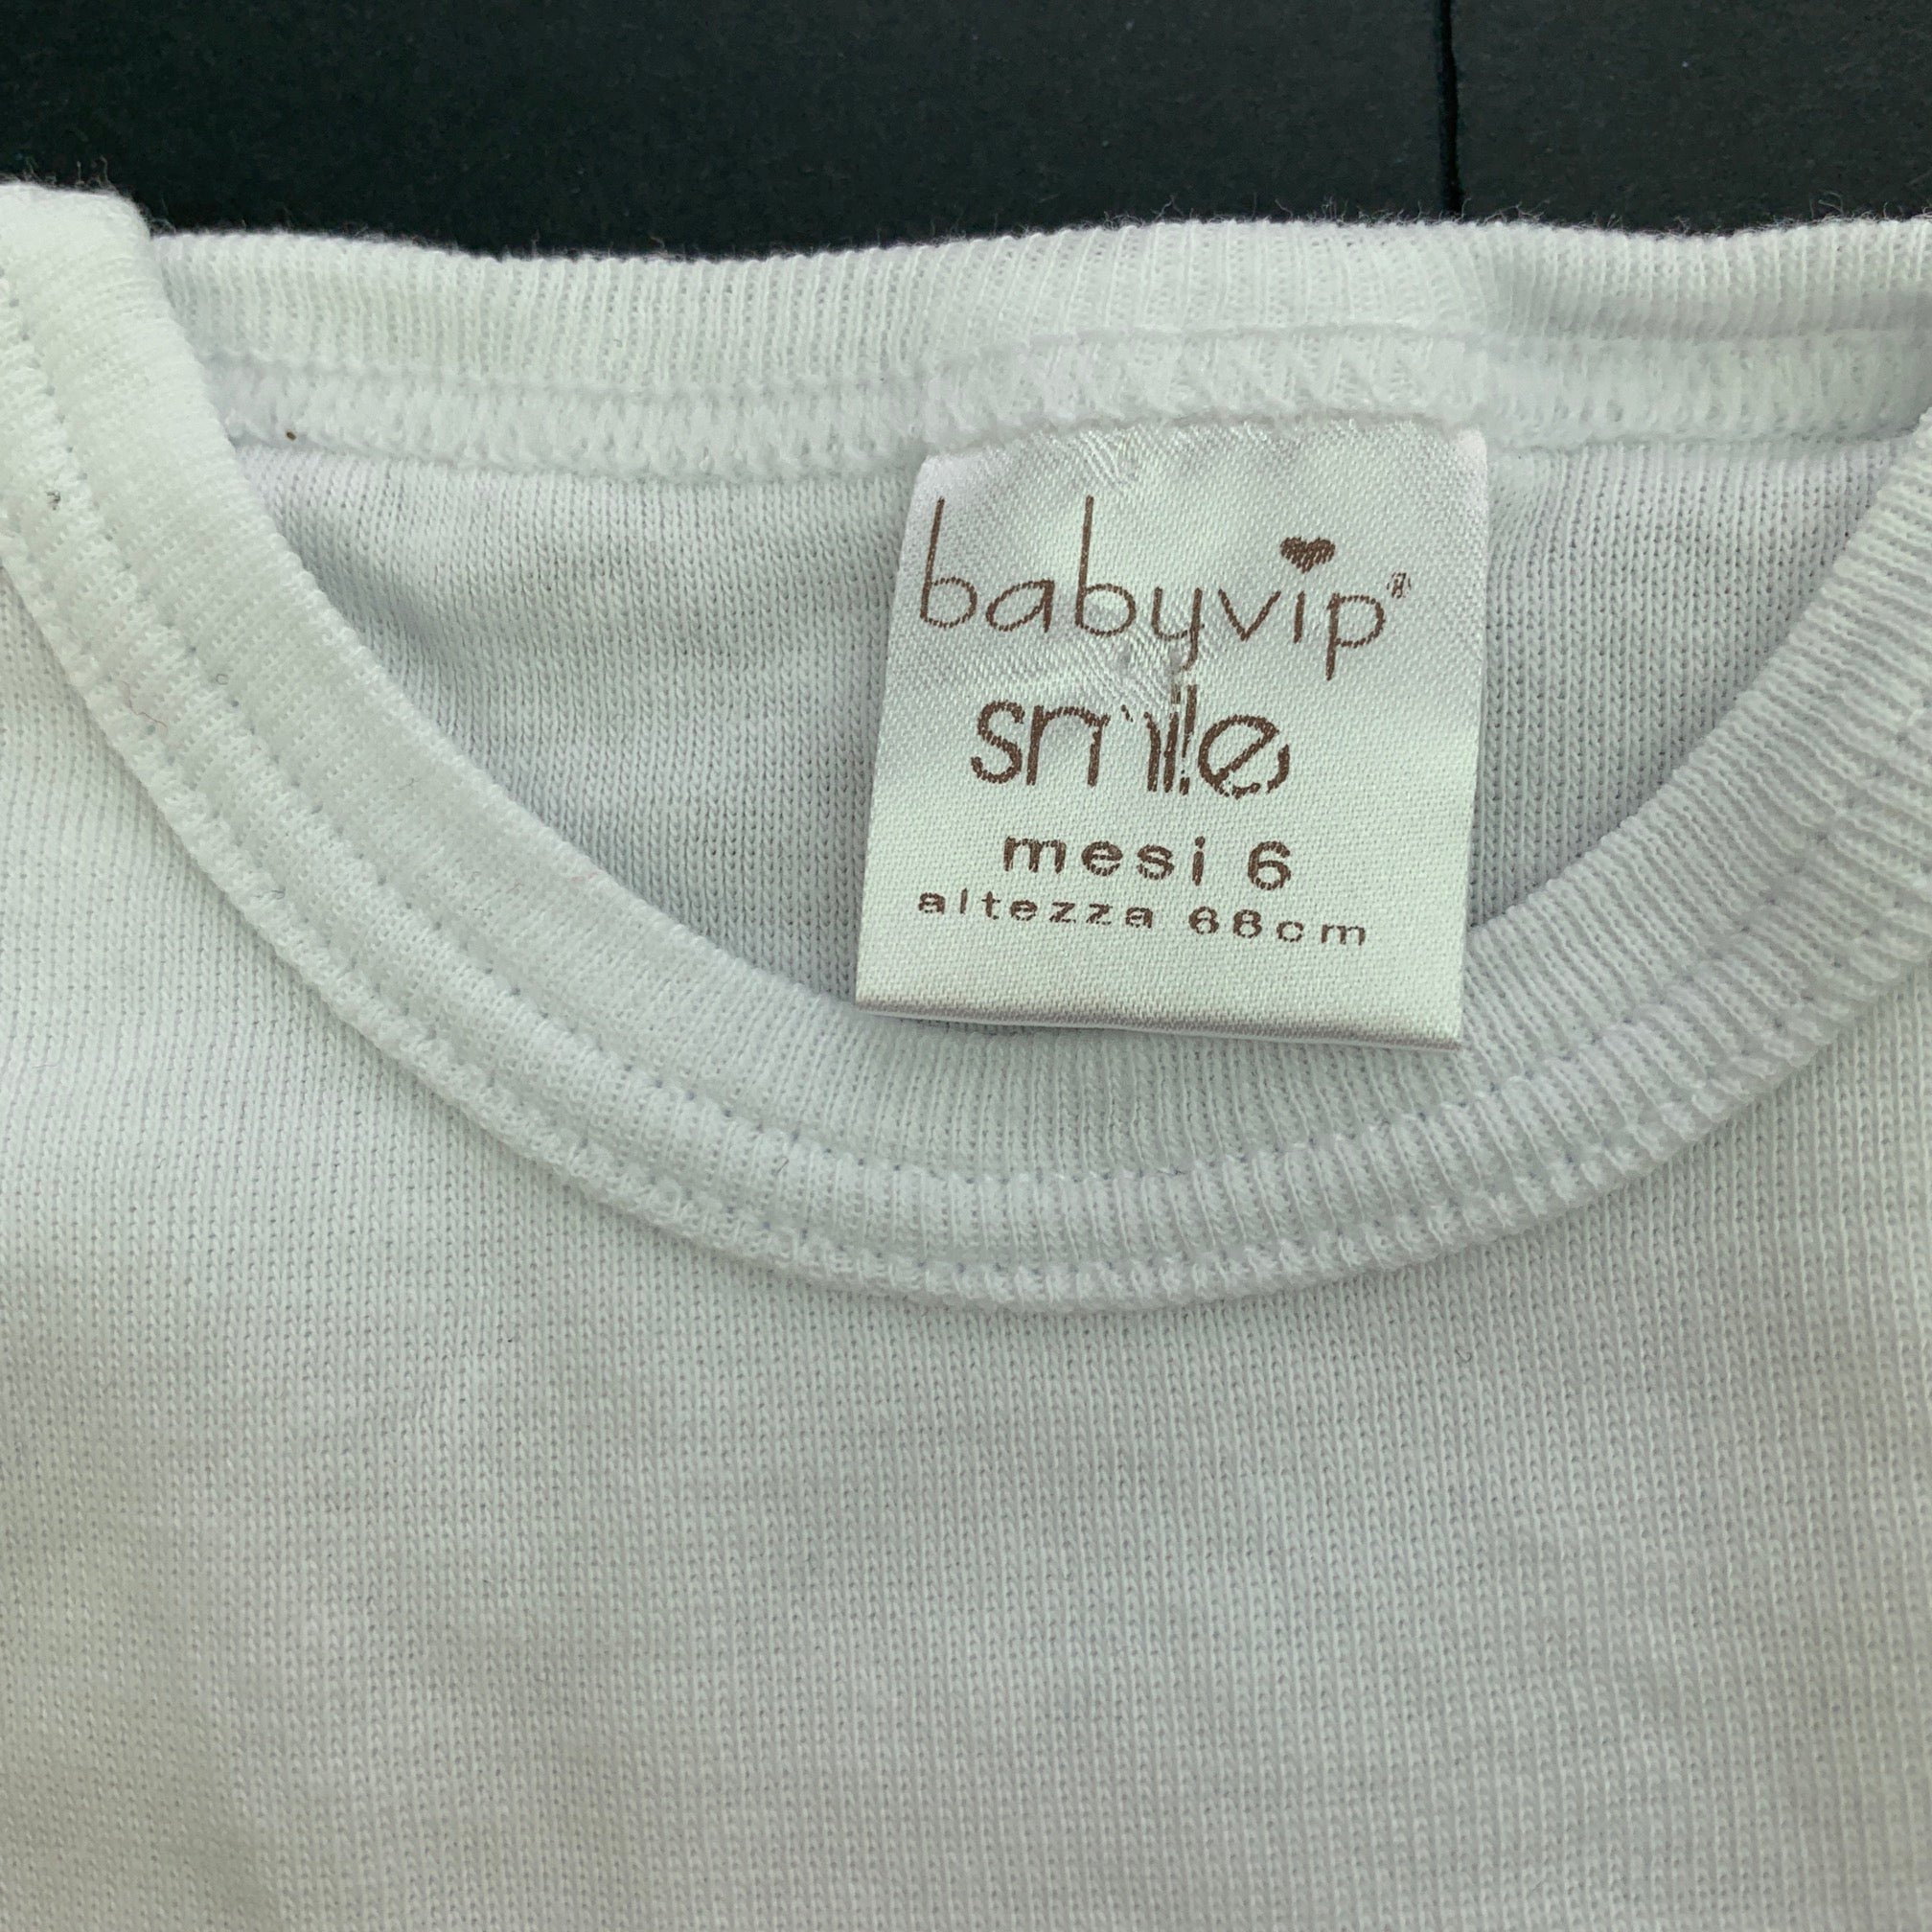 babyvip®
smile
mesi 6
altezza 68cm